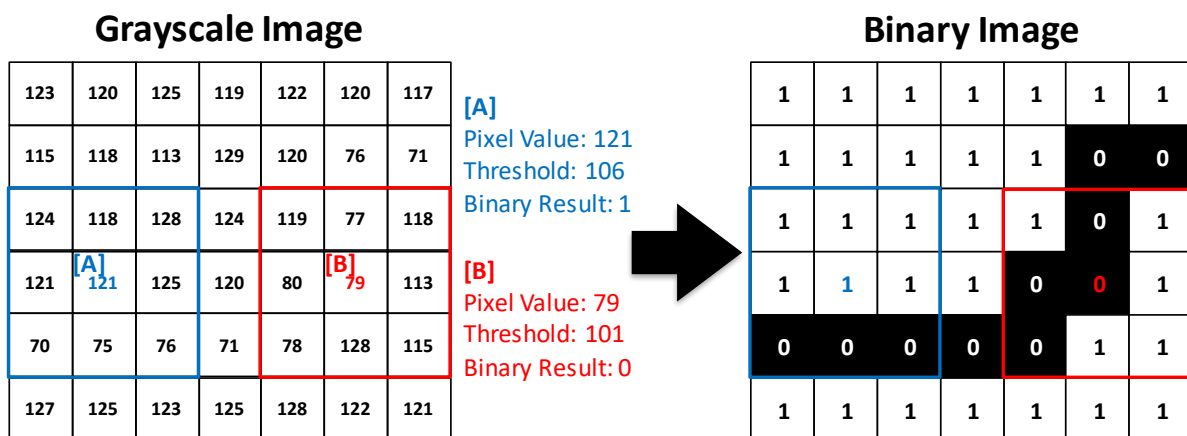 Grayscale Image
Binary Image
123 120 125 119 122 120 117
115 118 113 129 120 76 71
124 118 128 124 119 77 118
[A] [B]
121 121 125 120 80 79 113
70 75 76 71 78 128 115
127 125 123 125 128 122 121
[A]
Pixel Value: 121
Threshold: 106
Binary Result: 1
[B]
Pixel Value: 79
Threshold: 101
Binary Result: 0
1 1 1 1 1 1 1
1 1 1 1 1 0 0
1 1 1 1 1 0 1
1 1 1 1 0 0 1
0 0 0 0 0 1 1
1 1 1 1 1 1 1